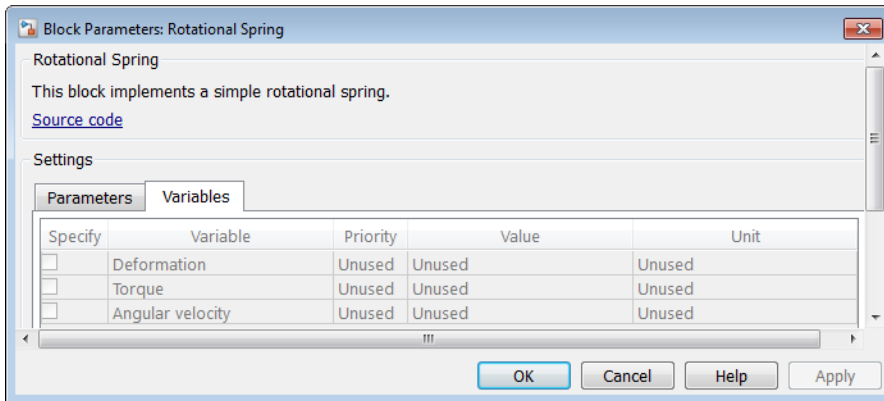 Block Parameters: Rotational Spring
Rotational Spring
This block implements a simple rotational spring.
Source code
Settings
Parameters Variables
Specify Variable Priority Value Unit
Deformation Unused Unused Unused
Torque Unused Unused Unused
Angular velocity Unused Unused Unused
OK Cancel Help Apply